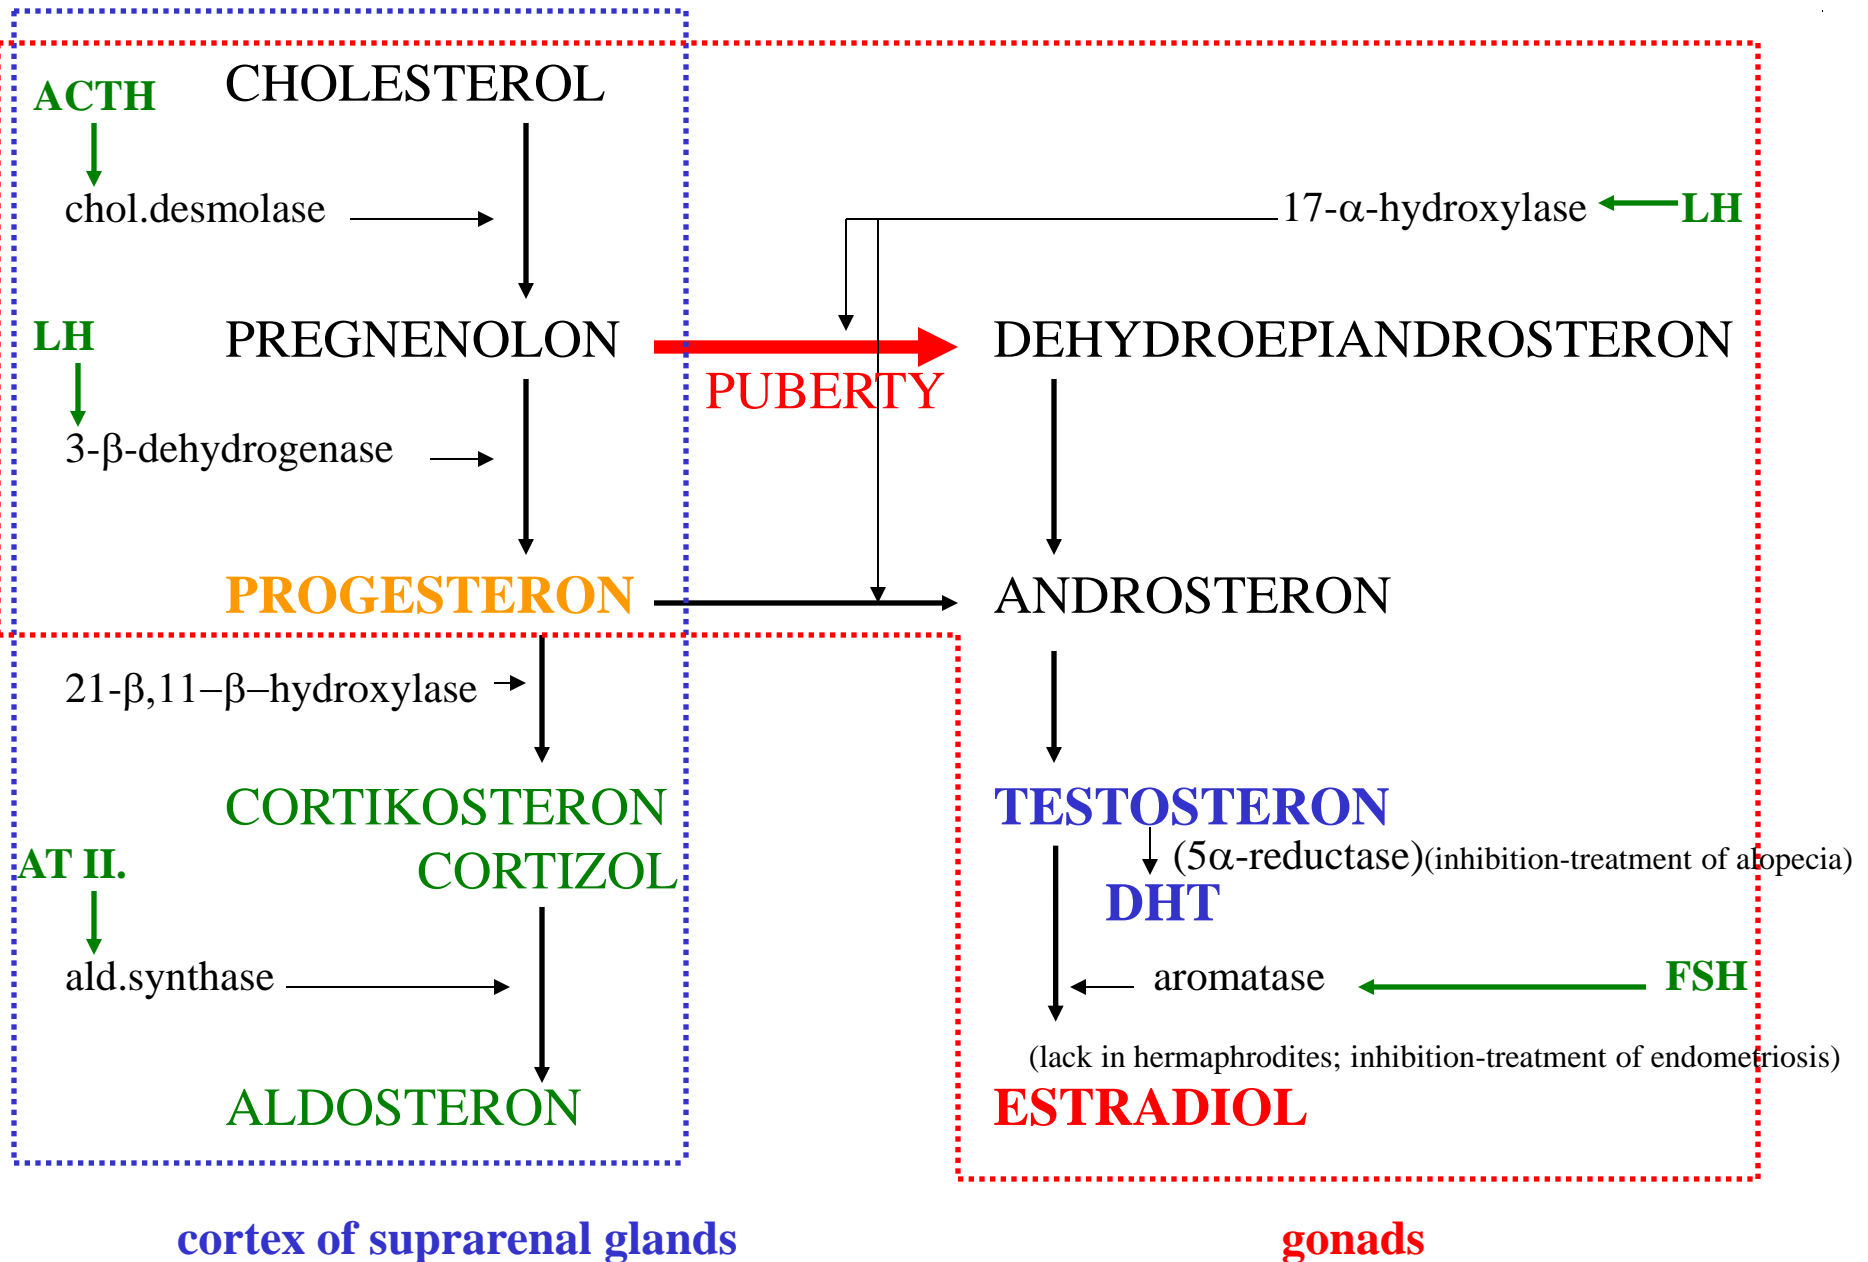 CHOLESTEROL
ACTH
chol.desmolase
17-α-hydroxylase
LH
LH
PREGNENOLON
DEHYDROEPIANDROSTERON
PUBERTY
3-β-dehydrogenase
PROGESTERON
ANDROSTERON
21-β,11−β−hydroxylase
CORTIKOSTERON
TESTOSTERON
AT II.
CORTIZOL
(5α-reductase)(inhibition-treatment of alopecia)
DHT
ald.synthase
aromatase
FSH
(lack in hermaphrodites; inhibition-treatment of endometriosis)
ALDOSTERON
ESTRADIOL
cortex of suprarenal glands
gonads